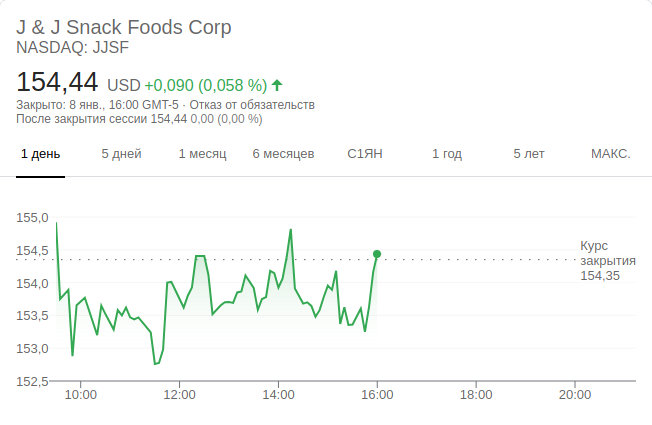 J & J Snack Foods Corp
NASDAQ: JJSF
154,44 USD +0,090 (0,058 %)
Закрыто: 8 янв., 16:00 GMT-5 · Отказ от обязательств
После закрытия сессии 154,44 0,00 (0,00 %)
1 день 5 дней 1 месяц 6 месяцев С1ЯН 1 год 5 лет МАКС.
155,0
154,5
154,0
153,5
153,0
152,5
Курс
закрытия
154,35
10:00 12:00 14:00 16:00 18:00 20:00